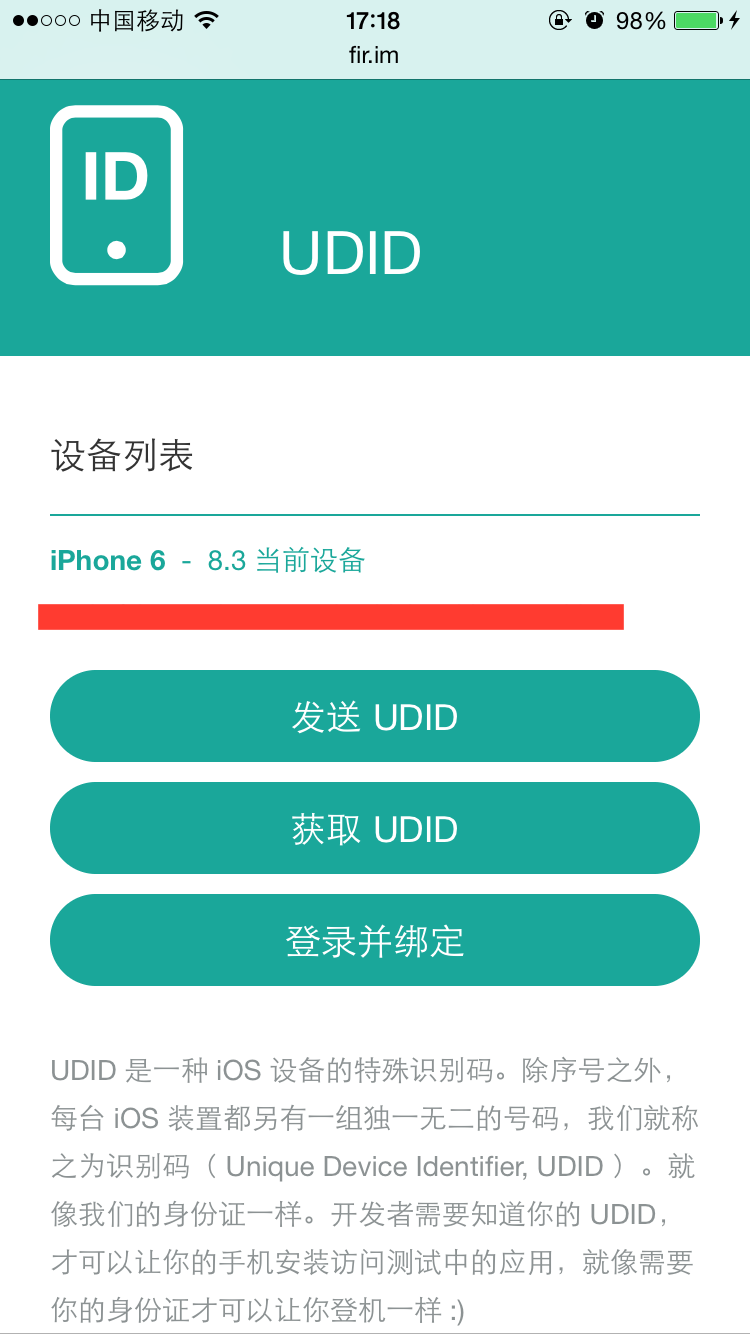 中国移动 17:18 98%
fir.im
ID
UDID
设备列表
iPhone 6 - 8.3 当前设备
发送 UDID
获取 UDID
登录并绑定
UDID 是一种 iOS 设备的特殊识别码。除序号之外，
每台 iOS 装置都另有一组独一无二的号码，我们就称
之为识别码（ Unique Device Identifier, UDID ）。就
像我们的身份证一样。开发者需要知道你的 UDID，
才可以让你的手机安装访问测试中的应用，就像需要
你的身份证才可以让你登机一样 :)